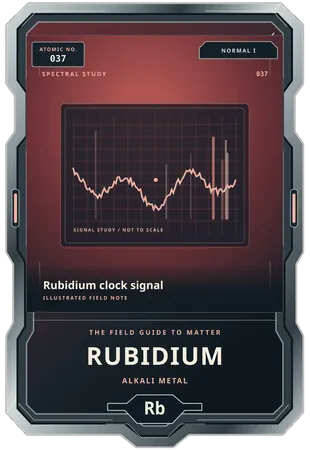 ATOMIC NO.
037
NORMAL I
SPECTRAL STUDY
037
SIGNAL STUDY / NOT TO SCALE
Rubidium clock signal
ILLUSTRATED FIELD NOTE
THE FIELD GUIDE TO MATTER
RUBIDIUM
ALKALI METAL
Rb